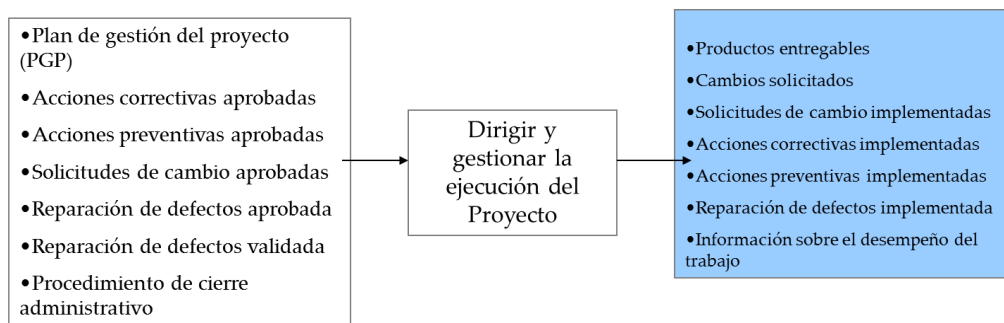 •Plan de gestión del proyecto
(PGP)
•Acciones correctivas aprobadas
•Acciones preventivas aprobadas
•Solicitudes de cambio aprobadas
•Reparación de defectos aprobada
•Reparación de defectos validada
•Procedimiento de cierre
administrativo
Dirigir y
gestionar la
ejecución del
Proyecto
•Productos entregables
•Cambios solicitados
•Solicitudes de cambio implementadas
•Acciones correctivas implementadas
•Acciones preventivas implementadas
•Reparación de defectos implementada
•Información sobre el desempeño del
trabajo